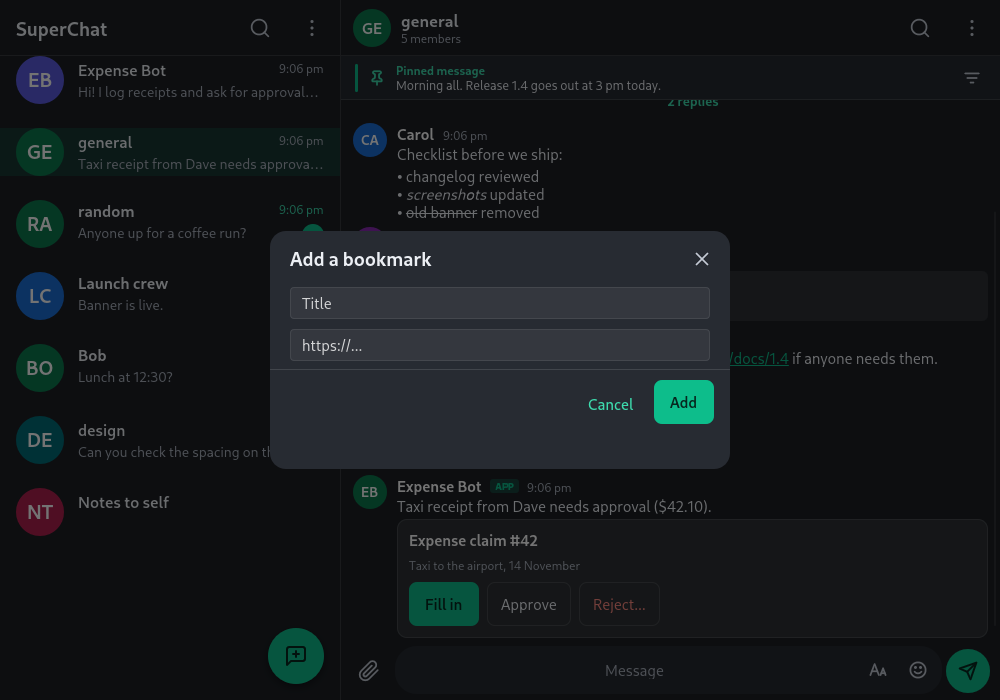 SuperChat
EB
Expense Bot
9:06 pm
Hi! I log receipts and ask for approval…
GE
general
9:06 pm
Taxi receipt from Dave needs approva…
RA
random
9:06 pm
Anyone up for a coffee run?
LC
Launch crew
Banner is live.
BO
Bob
Lunch at 12:30?
DE
design
Can you check the spacing on th
NT
Notes to self
GE
general
5 members
Pinned message
Morning all. Release 1.4 goes out at 3 pm today.
2 replies
CA
Carol 9:06 pm
Checklist before we ship:
• changelog reviewed
• screenshots updated
• old banner removed
/docs/1.4 if anyone needs them.
Add a bookmark
Title
https://...
Cancel
Add
EB
Expense Bot APP 9:06 pm
Taxi receipt from Dave needs approval ($42.10).
Expense claim #42
Taxi to the airport, 14 November
Fill in
Approve
Reject...
Message
AA